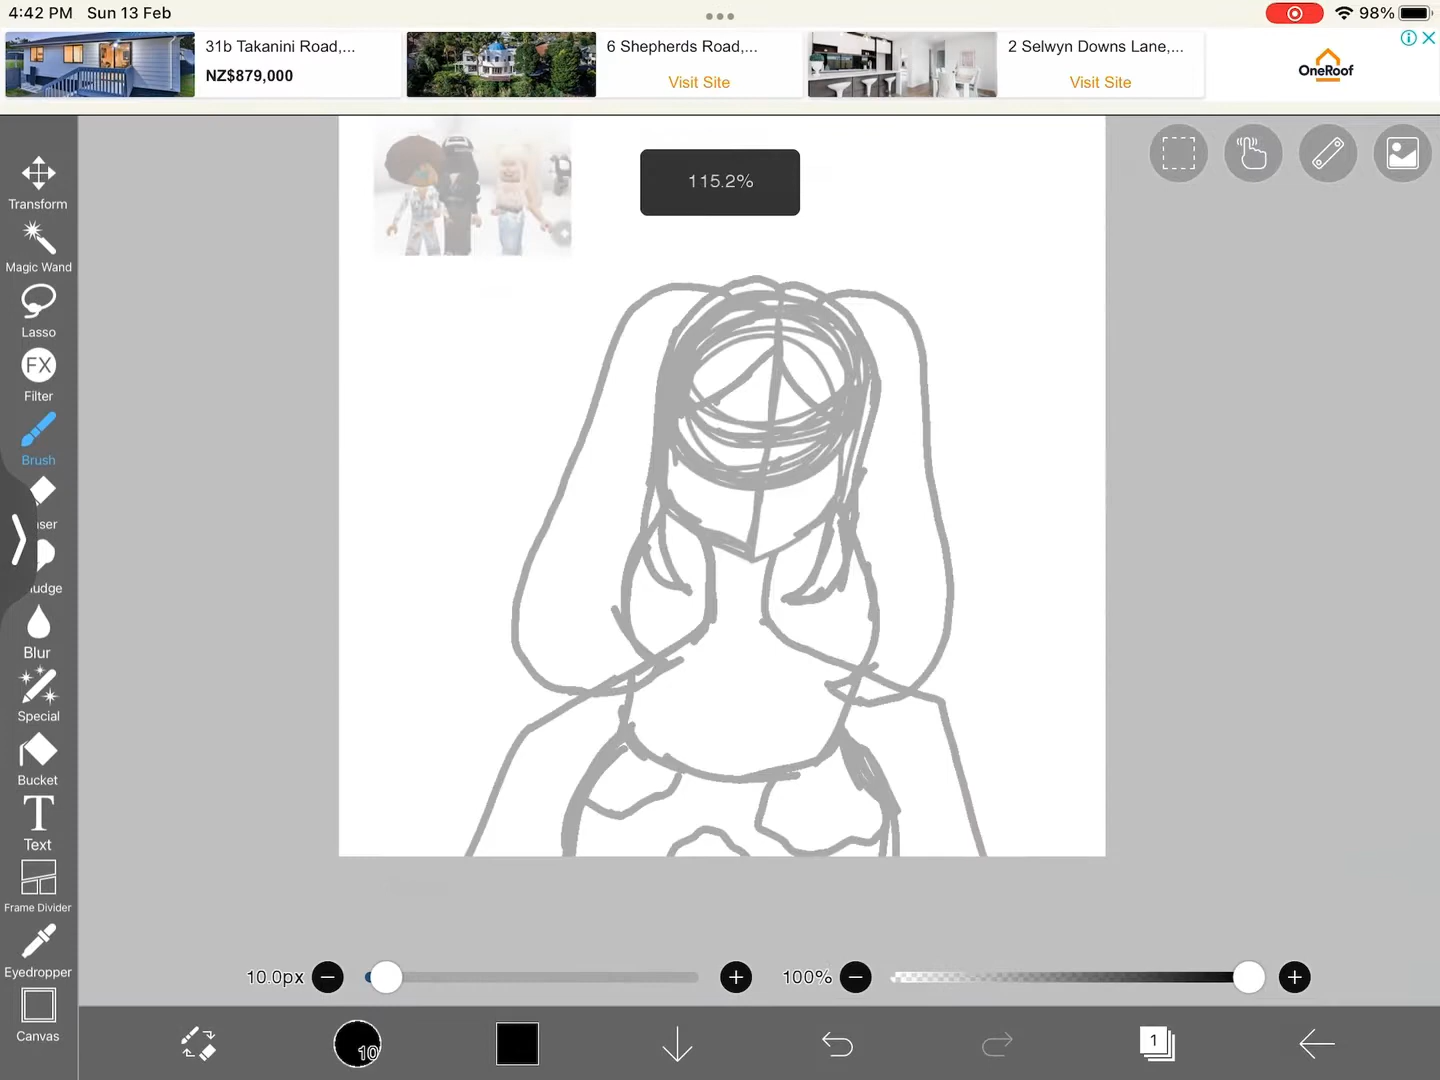 4:42 PM Sun 13 Feb
98%
31b Takanini Road,...
NZ$879,000
6 Shepherds Road,...
Visit Site
2 Selwyn Downs Lane,...
Visit Site
OneRoof
115.2%
Transform
Magic Wand
Lasso
FX
Filter
Brush
aser
udge
Blur
Special
Bucket
T
Text
Frame Divider
Eyedropper
Canvas
10.0px
100%
10
1